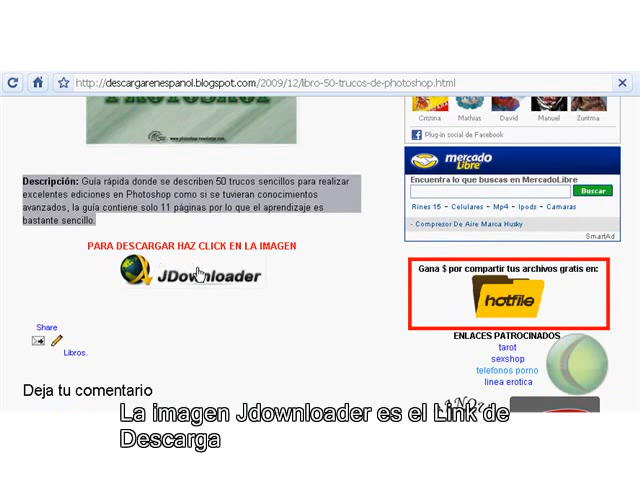 http://descargarenespanol.blogspot.com/2009/12/libro-50-trucos-de-photoshop.html
PHOTOSHOP
www.photoshop-newsletter.com
Descripción: Guía rápida donde se describen 50 trucos sencillos para realizar
excelentes ediciones en Photoshop como si se tuvieran conocimientos
avanzados, la guía contiene solo 11 páginas por lo que el aprendizaje es
bastante sencillo.
PARA DESCARGAR HAZ CLICK EN LA IMAGEN
JDownloader
Share
Libros.
Deja tu comentario
Cristina Mathias David Manuel Zuritma
Plug-in social de Facebook
mercado
Libre
Encuentra lo que buscas en MercadoLibre
Buscar
Rines 15 - Celulares - Mp4 - Ipods - Camaras
- Compresor De Aire Marca Husky
SmartAd
Gana $ por compartir tus archivos gratis en:
hotfile
ENLACES PATROCINADOS
tarot
sexshop
telefonos porno
linea erotica
La imagen Jdownloader es el Link de
Descarga